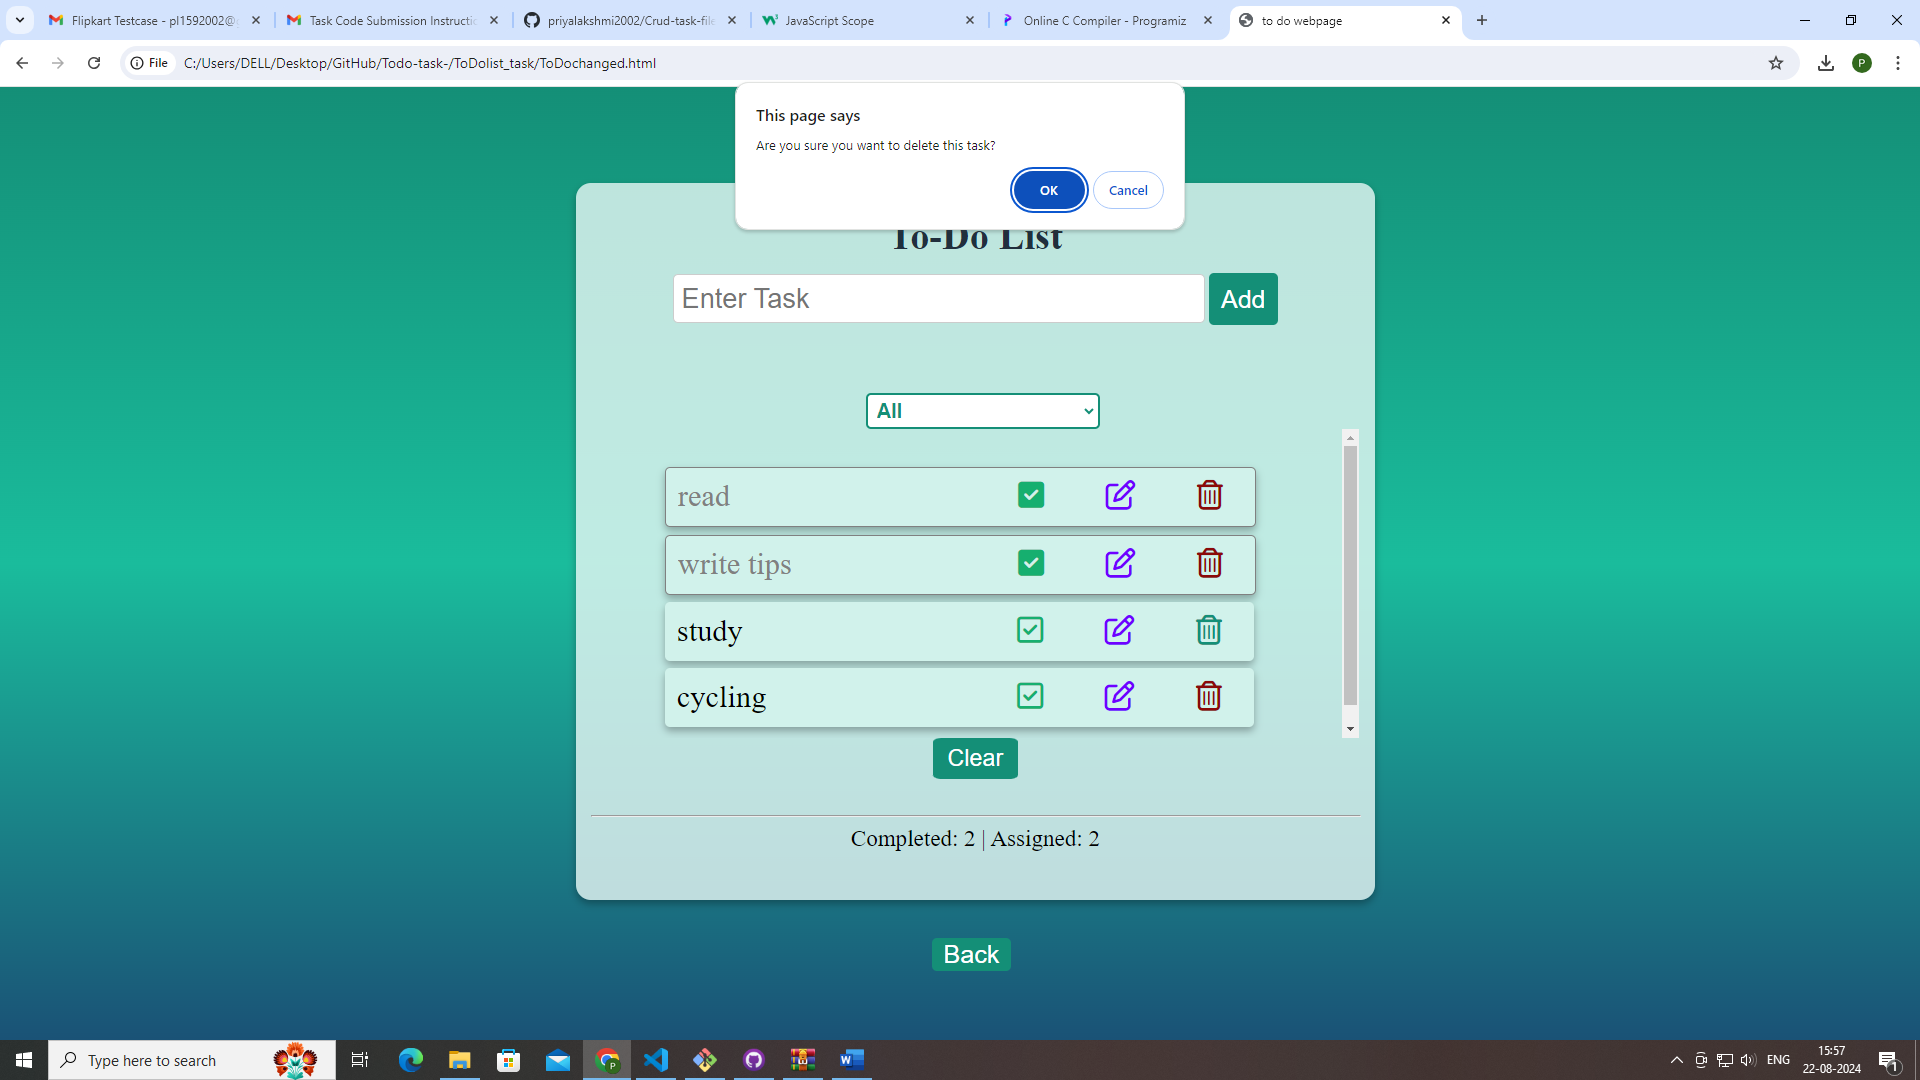 Flipkart Testcase - pl1592002@g
Task Code Submission Instructio
priyalakshmi2002/Crud-task-file
JavaScript Scope
Online C Compiler - Programiz
to do webpage
File
C:/Users/DELL/Desktop/GitHub/Todo-task-/ToDolist_task/ToDochanged.html
P
This page says
Are you sure you want to delete this task?
OK
Cancel
To-Do List
Enter Task
Add
All
read
write tips
study
cycling
Clear
Completed: 2 | Assigned: 2
Back
Type here to search
P
ENG
15:57
22-08-2024
1